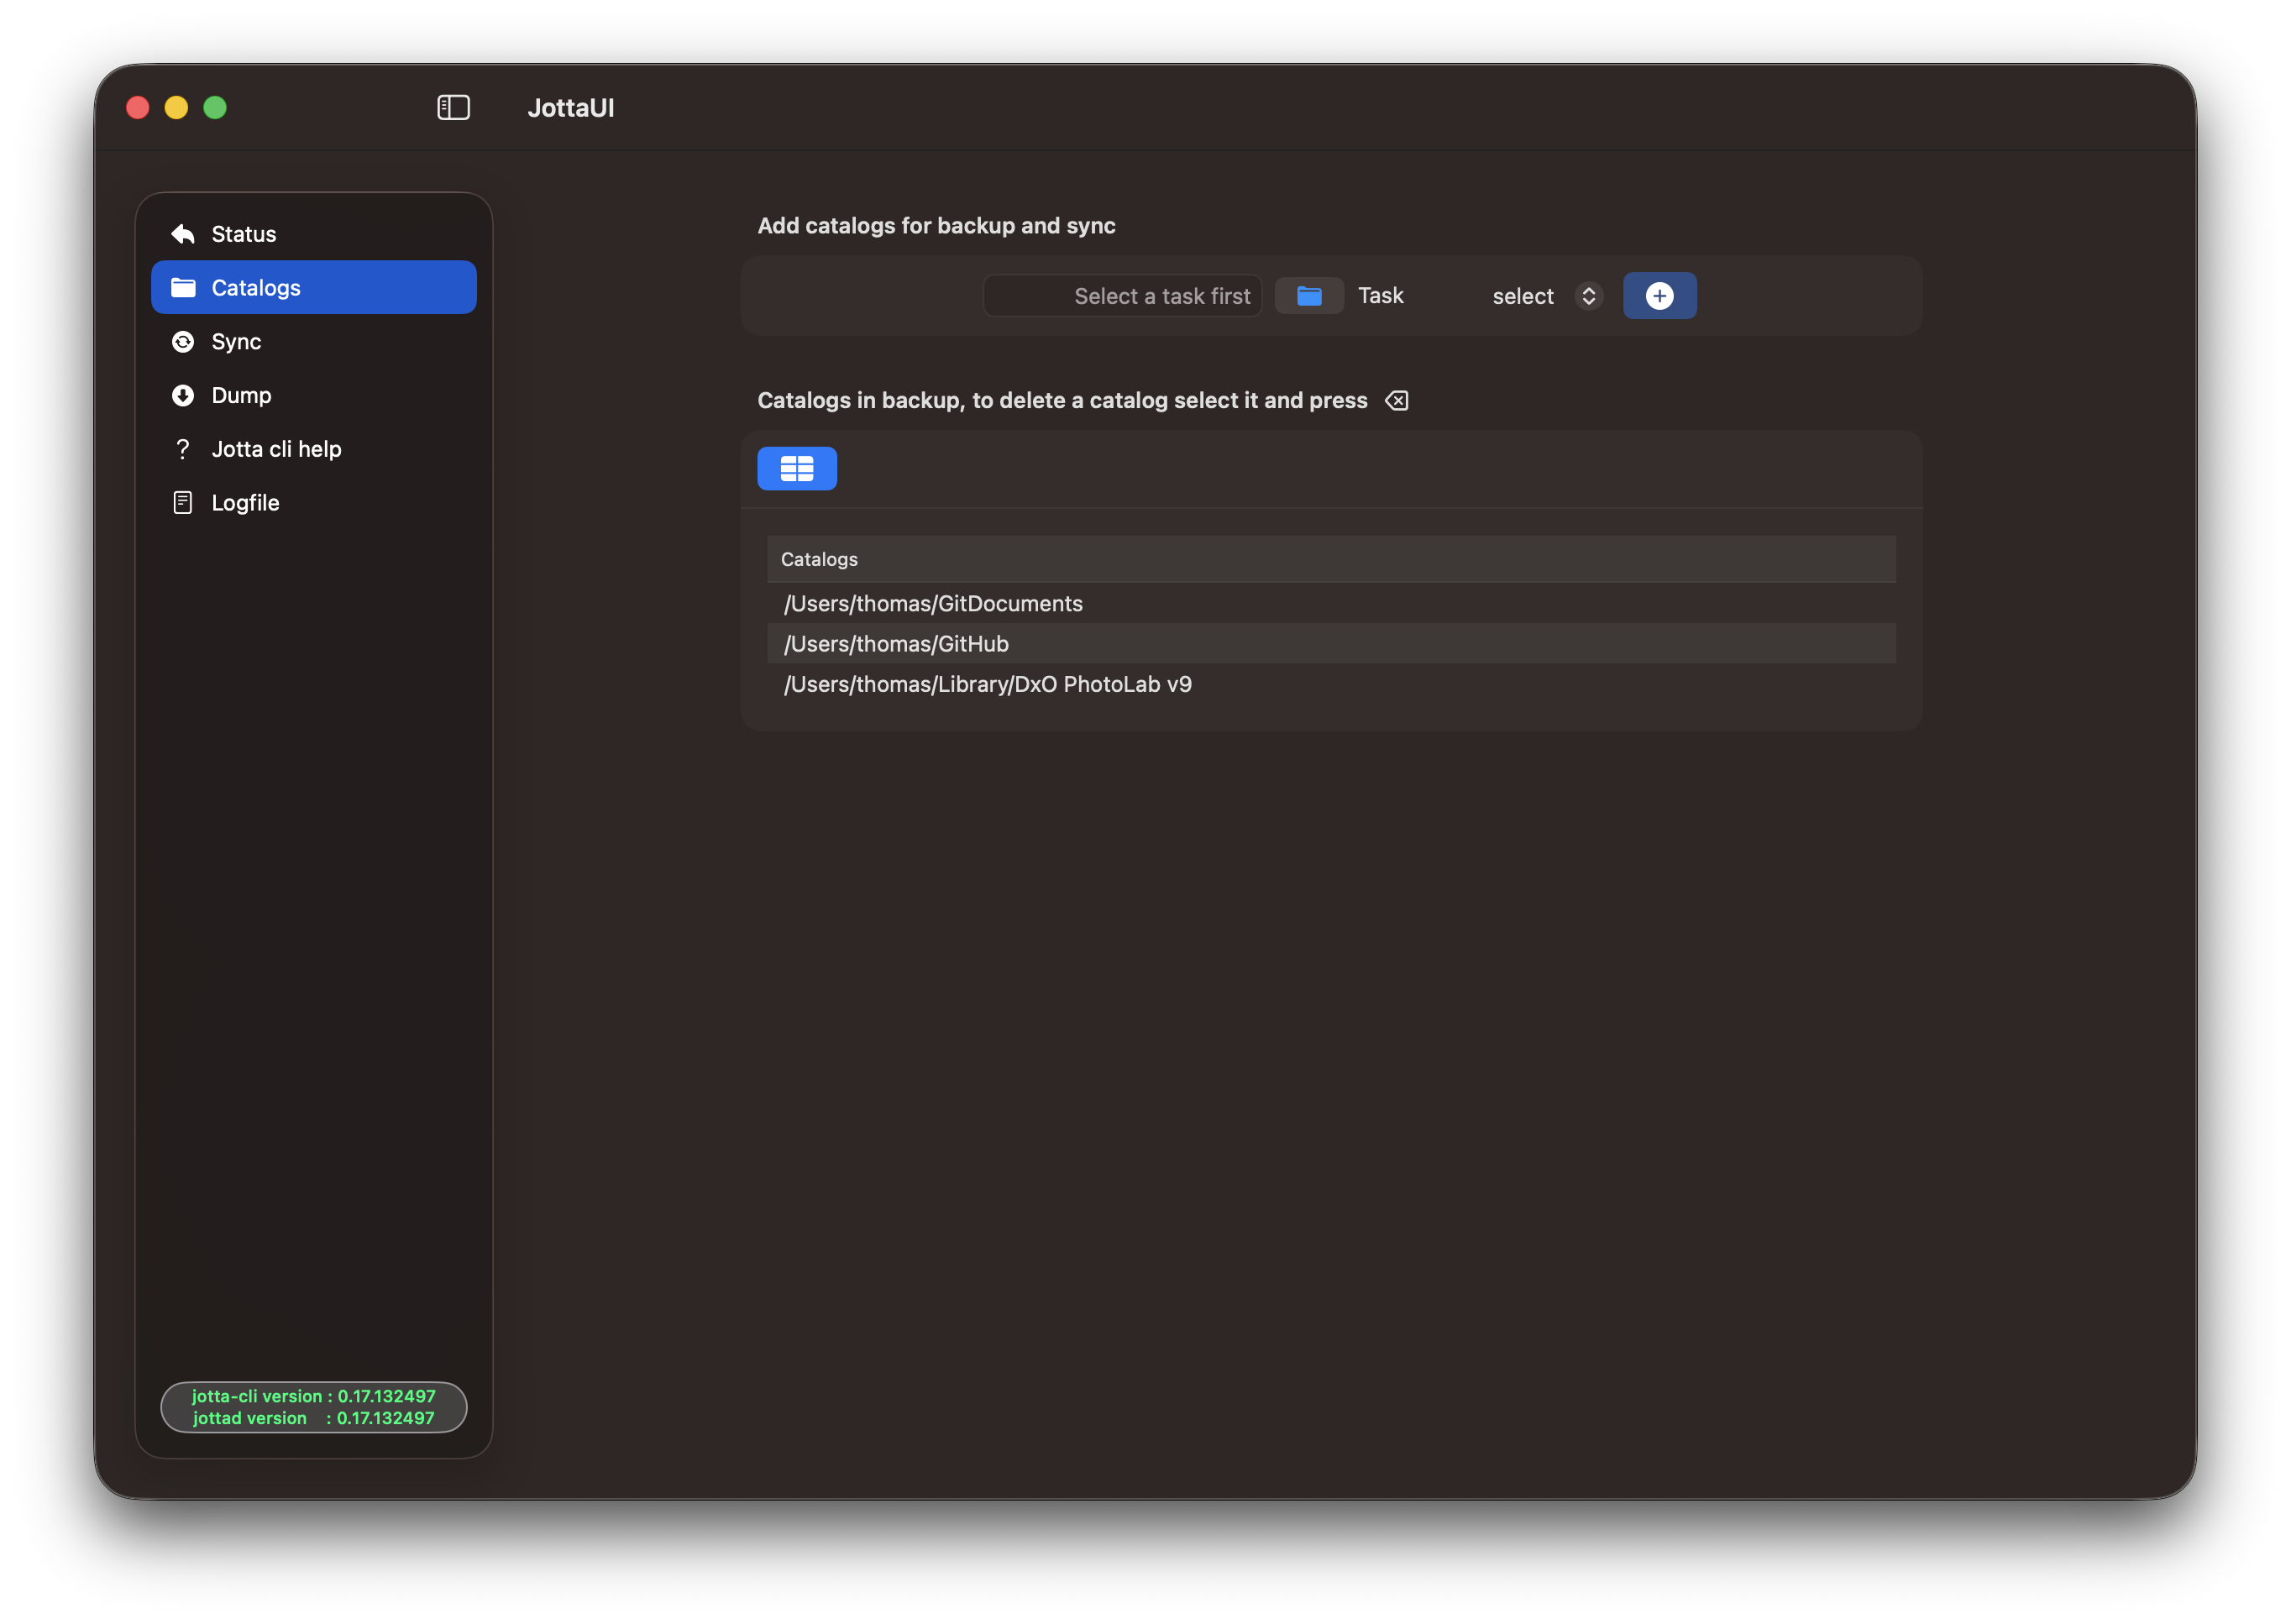 JottaUI
Status
Catalogs
Sync
Dump
? Jotta cli help
Logfile
jotta-cli version : 0.17.132497
jottad version : 0.17.132497
Add catalogs for backup and sync
Select a task first
Task
select
Catalogs in backup, to delete a catalog select it and press
Catalogs
/Users/thomas/GitDocuments
/Users/thomas/GitHub
/Users/thomas/Library/DxO PhotoLab v9